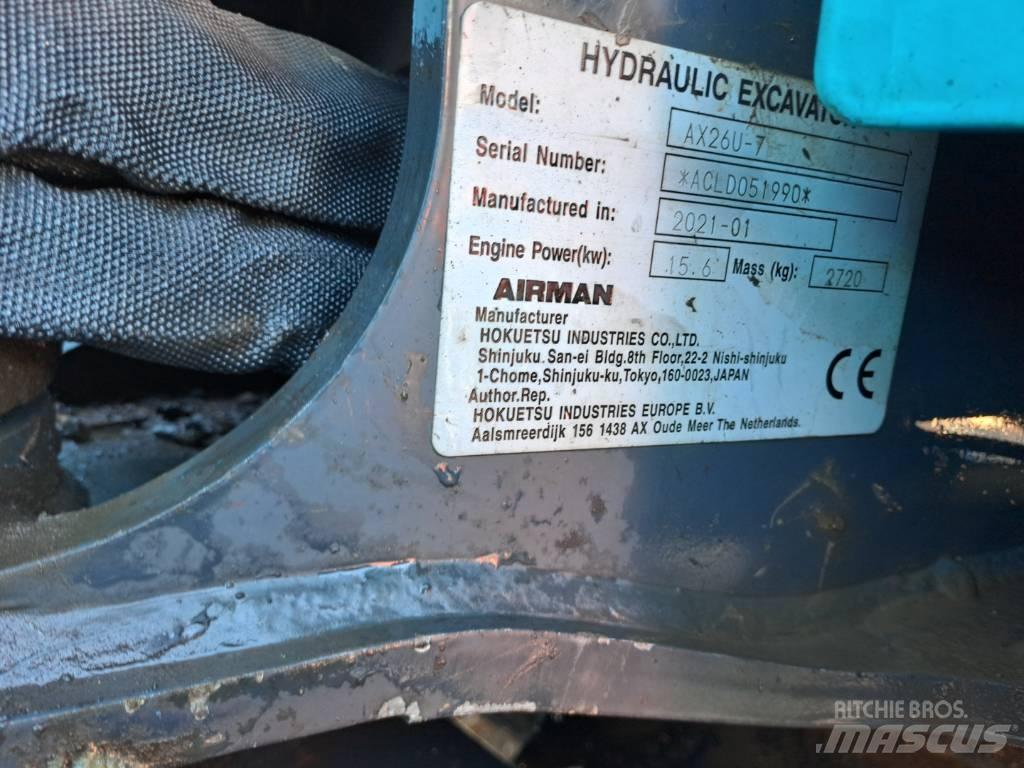 HYDRAULIC
Model: AX26U-7
Serial Number: *ACLD051990*
Manufactured in: 2021-01
Engine Power(kw): 15.6 Mass (kg): 2720
AIRMAN
Manufacturer
HOKUETSU INDUSTRIES CO.,LTD.
Shinjuku San-ei Bldg.8th Floor,22-2 Nishi-shinjuku
1-Chome,Shinjuku-ku,Tokyo,160-0023,JAPAN
Author.Rep.
HOKUETSU INDUSTRIES EUROPE B.V.
Aalsmeerdijk 156 1438 AX Oude Meer The Netherlands.
CE
RITCHIE BROS.
MASCUS